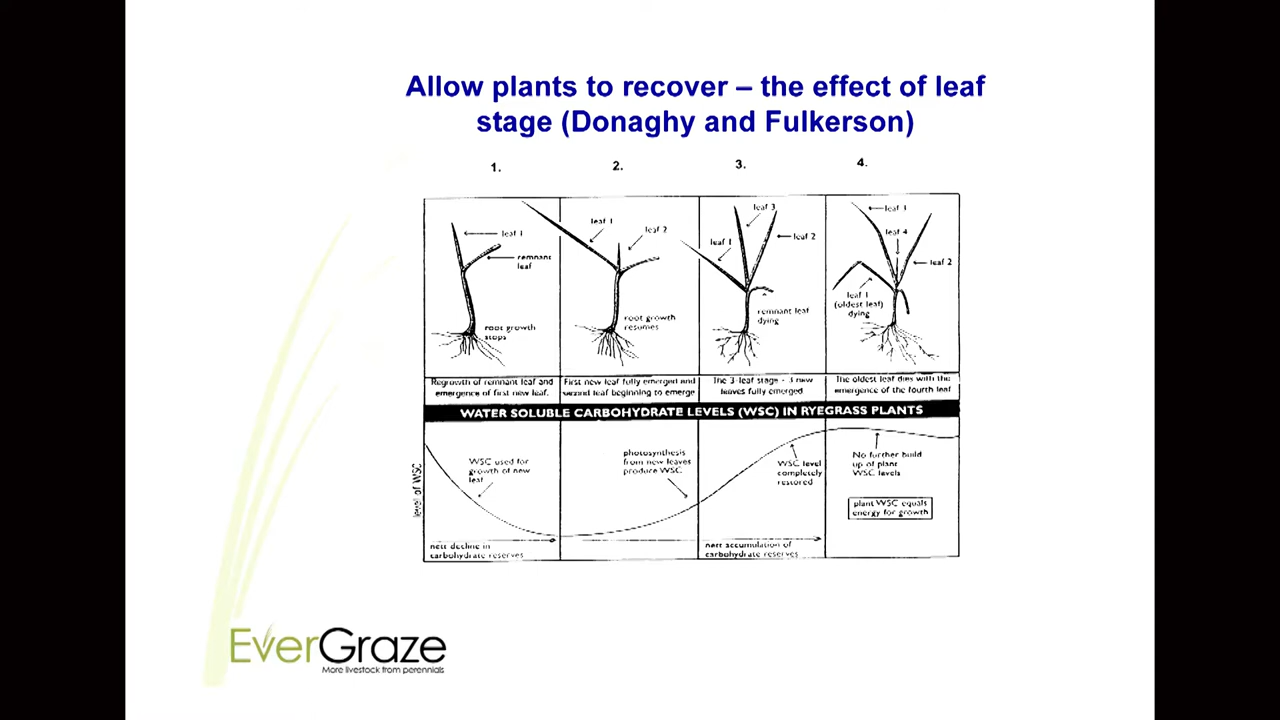 Allow plants to recover – the effect of leaf
stage (Donaghy and Fulkerson)
1.
2.
3.
4.
leaf 1
remnant
leaf
root growth
stops
leaf 1
leaf 2
root growth
resumes
leaf 3
leaf 1
leaf 2
remnant leaf
dying
leaf 3
leaf 4
leaf 2
leaf 1
(oldest leaf)
dying
Regrowth of remnant leaf and
emergence of first new leaf.
First new leaf fully emerged and
second leaf beginning to emerge
The 3-leaf stage - 3 new
leaves fully emerged
The oldest leaf dies with the
emergence of the fourth leaf
WATER SOLUBLE CARBOHYDRATE LEVELS (WSC) IN RYEGRASS PLANTS
level of WSC
WSC used for
growth of new
leaf
photosynthesis
from new leaves
produce WSC
WSC level
completely
restored
No further build
up of plant
WSC levels
plant WSC equals
energy for growth
nett decline in
carbohydrate reserves
nett accumulation of
carbohydrate reserves
EverGraze
More livestock from perennials